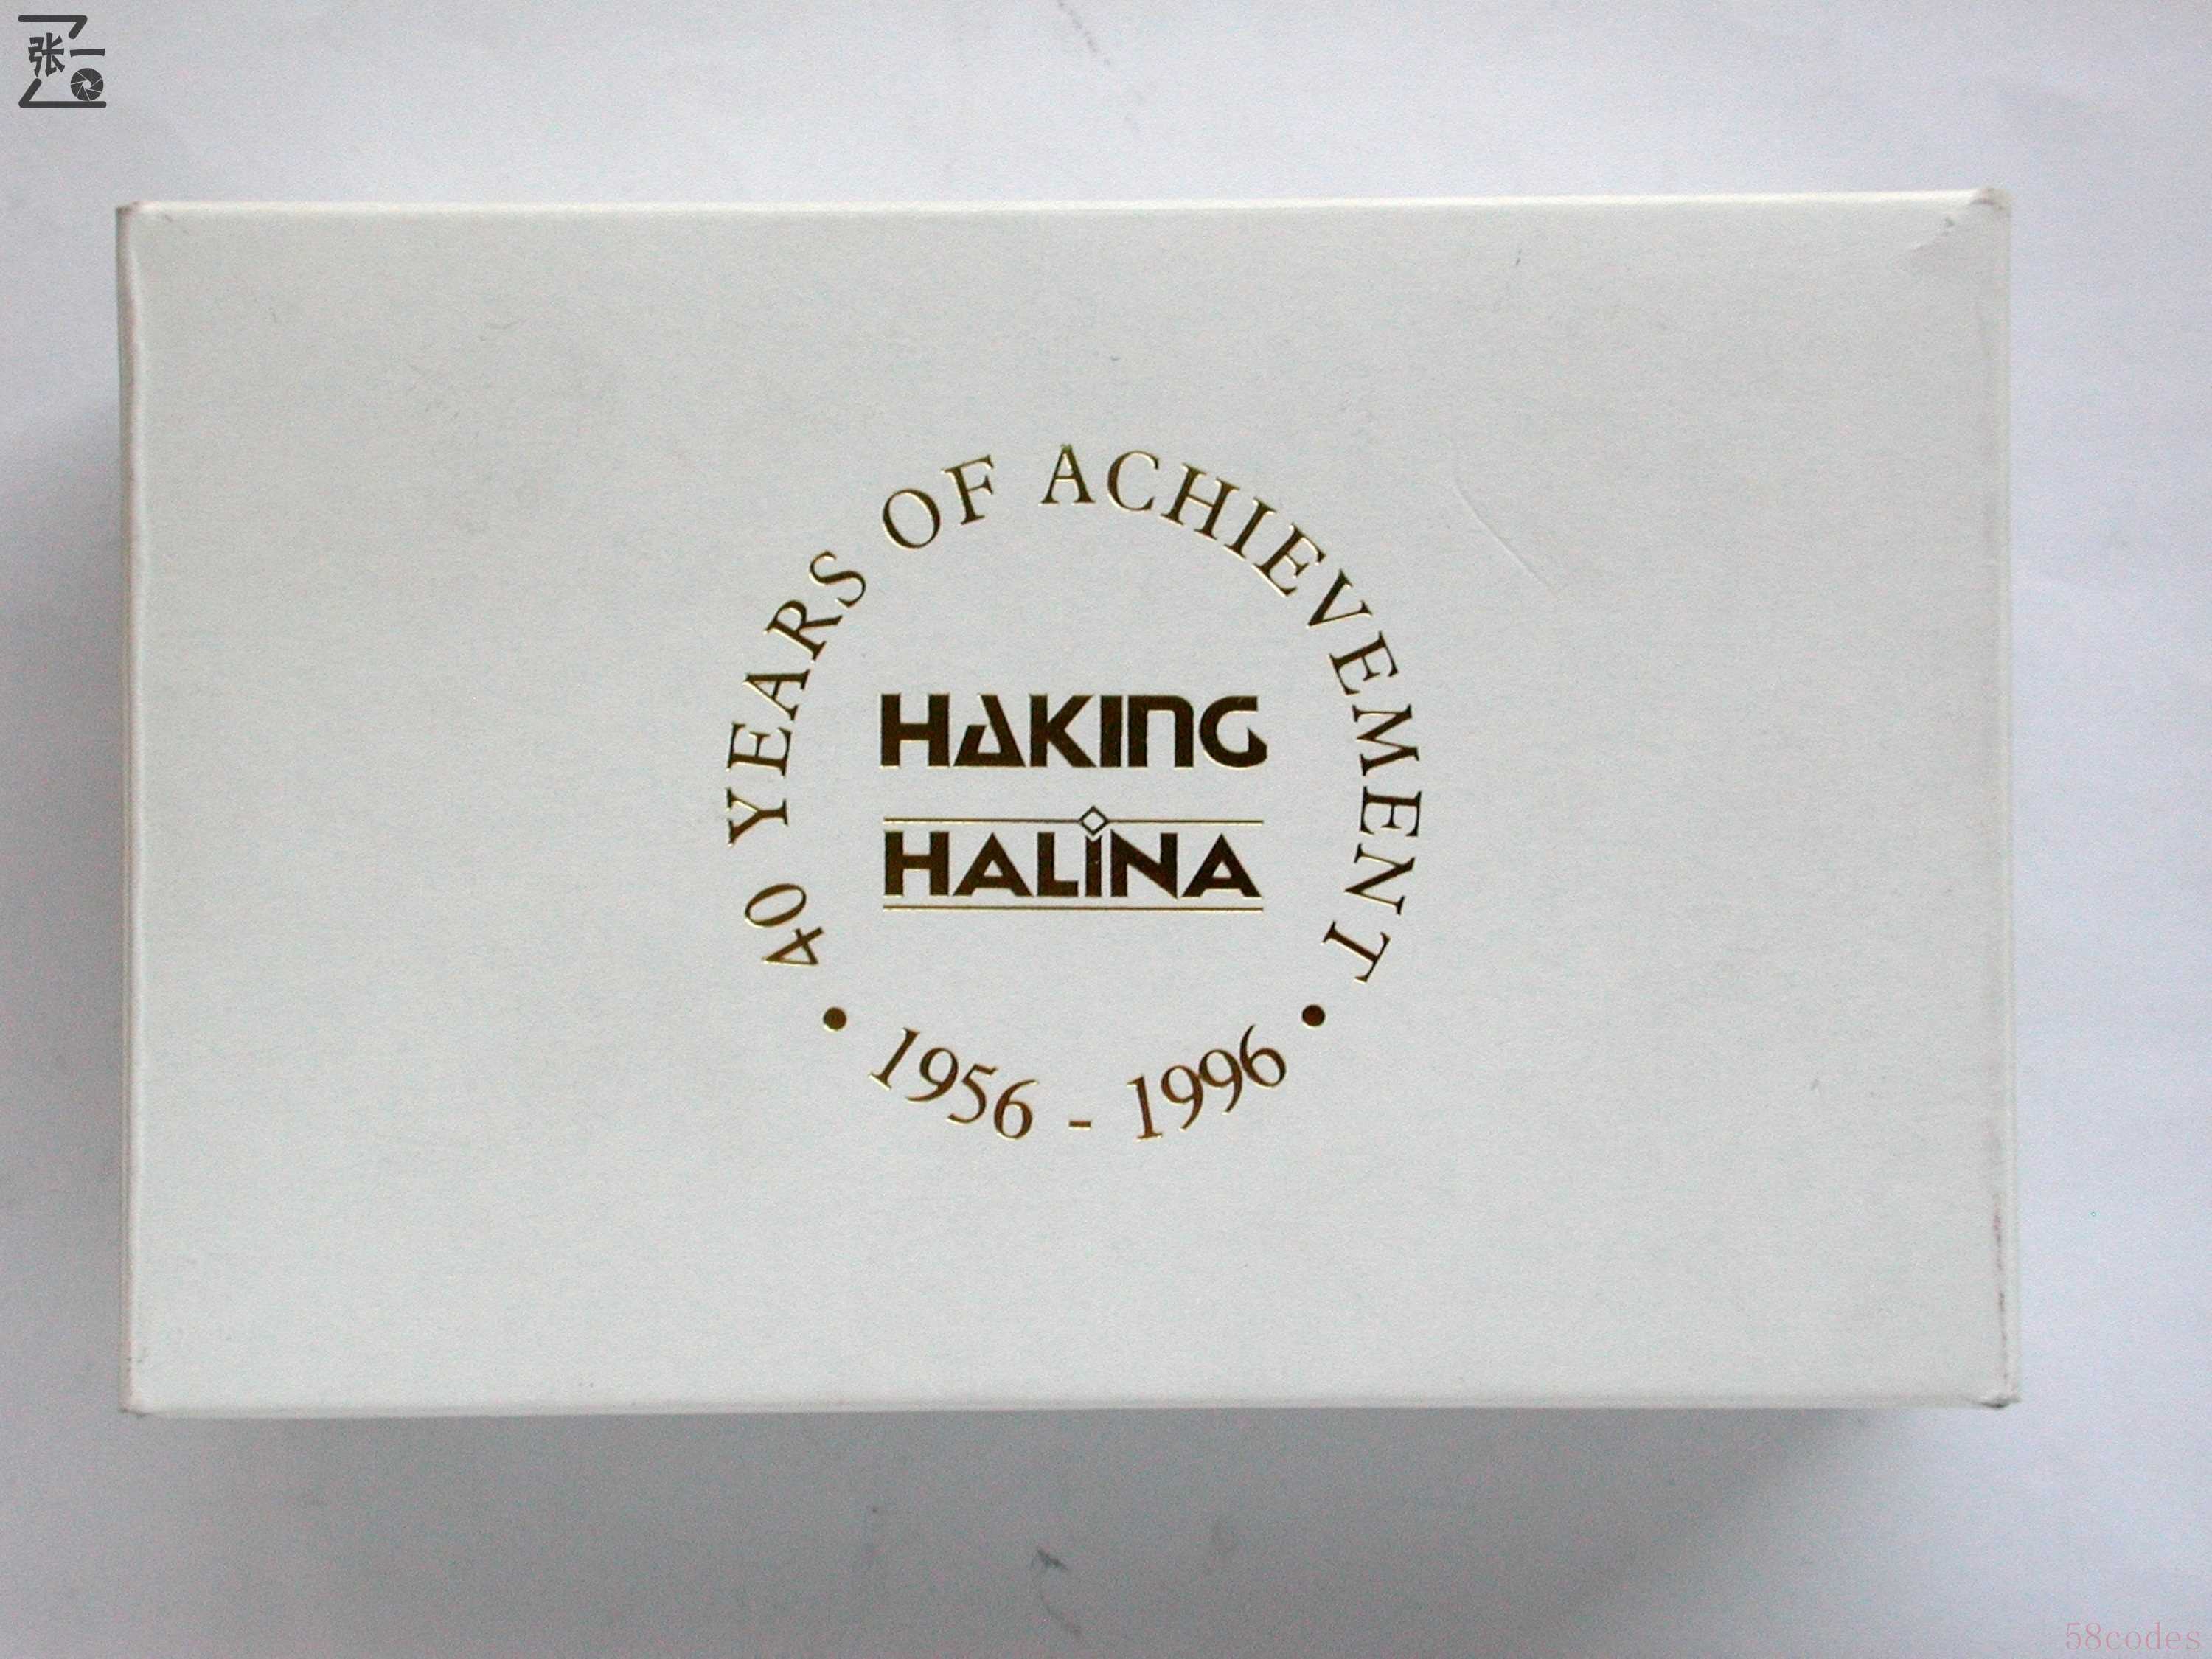 张一
40 YEARS OF ACHIEVEMENT
HAKING
HALINA
• 1956 - 1996 •
58codes